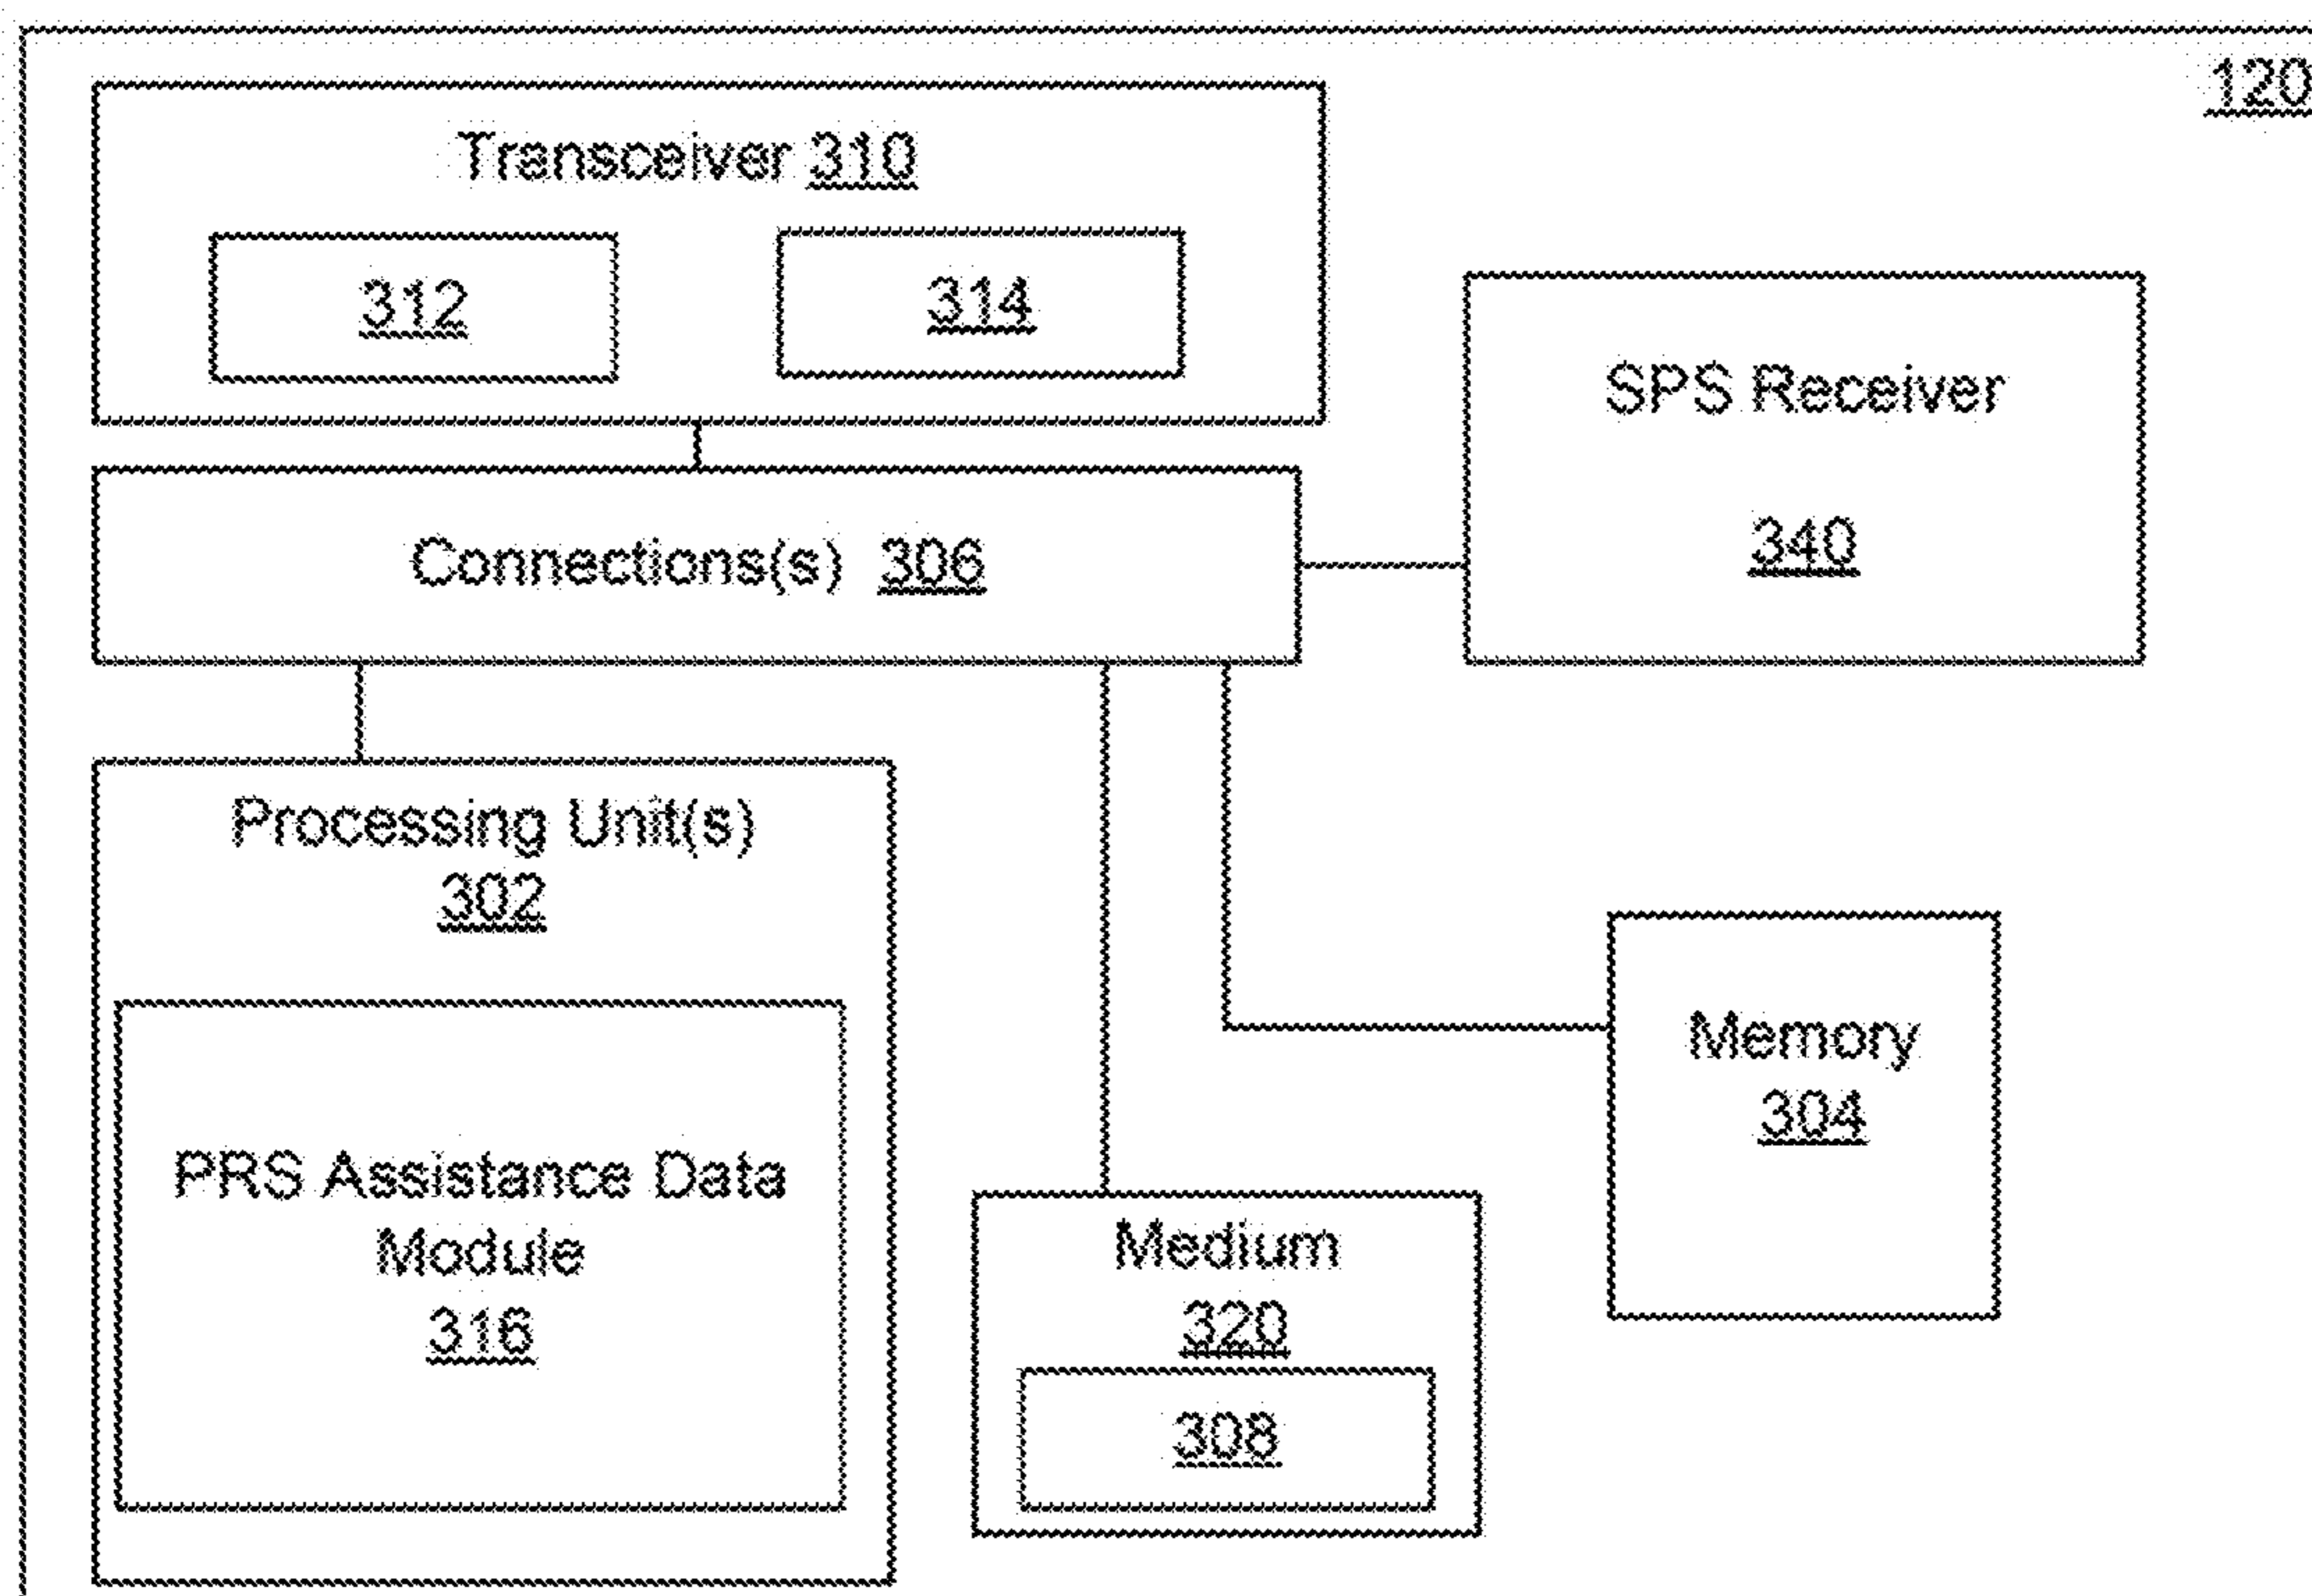 120
Transceiver 310
312
314
SPS Receiver
340
Connections(s) 306
Processing Unit(s)
302
PRS Assistance Data
Module
316
Memory
304
Medium
320
308